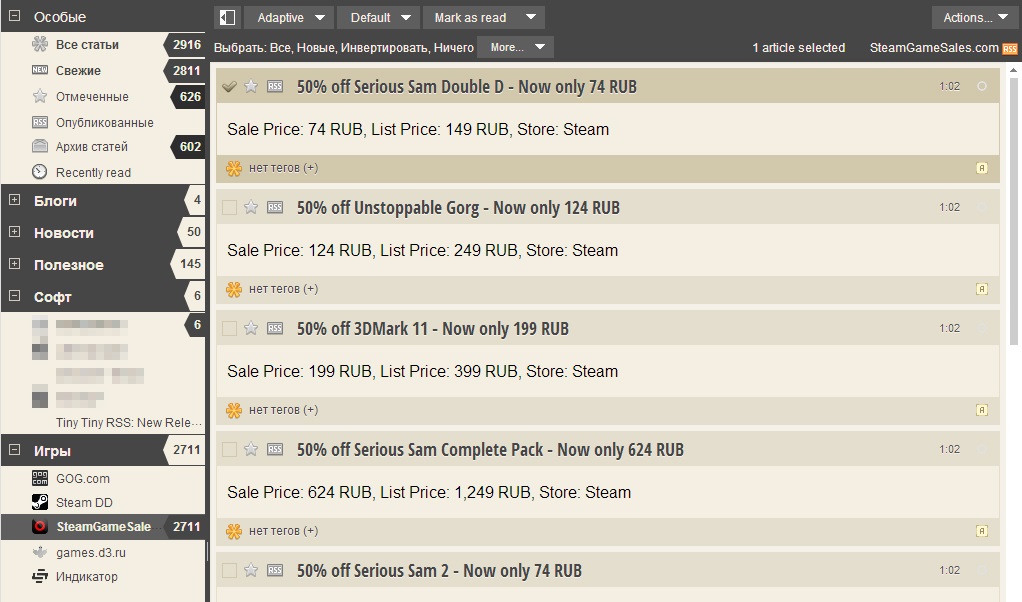 Особые
Все статьи 2916
Свежие 2811
Отмеченные 626
Опубликованные
Архив статей 602
Recently read
Блоги 4
Новости 50
Полезное 145
Софт 6
6
Tiny Tiny RSS: New Rele...
Игры 2711
GOG.com
Steam DD
SteamGameSale 2711
games.d3.ru
Индикатор
Adaptive Default Mark as read Actions...
Выбрать: Все, Новые, Инвертировать, Ничего More... 1 article selected SteamGameSales.com RSS
RSS 50% off Serious Sam Double D - Now only 74 RUB 1:02
Sale Price: 74 RUB, List Price: 149 RUB, Store: Steam
нет тегов (+) A
RSS 50% off Unstoppable Gorg - Now only 124 RUB 1:02
Sale Price: 124 RUB, List Price: 249 RUB, Store: Steam
нет тегов (+) A
RSS 50% off 3DMark 11 - Now only 199 RUB 1:02
Sale Price: 199 RUB, List Price: 399 RUB, Store: Steam
нет тегов (+) A
RSS 50% off Serious Sam Complete Pack - Now only 624 RUB 1:02
Sale Price: 624 RUB, List Price: 1,249 RUB, Store: Steam
нет тегов (+) A
RSS 50% off Serious Sam 2 - Now only 74 RUB 1:02